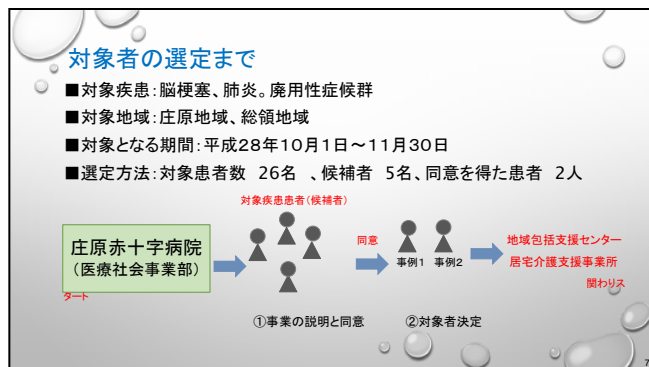 対象者の選定まで
■対象疾患:脳梗塞、肺炎。廃用性症候群
■対象地域:庄原地域、総領地域
■対象となる期間:平成28年10月1日～11月30日
■選定方法:対象患者数 26名 、候補者 5名、同意を得た患者 2人
対象疾患患者(候補者)
庄原赤十字病院
(医療社会事業部)
同意
事例1 事例2
地域包括支援センター
居宅介護支援事業所
関わりス
タート
①事業の説明と同意 ②対象者決定
7